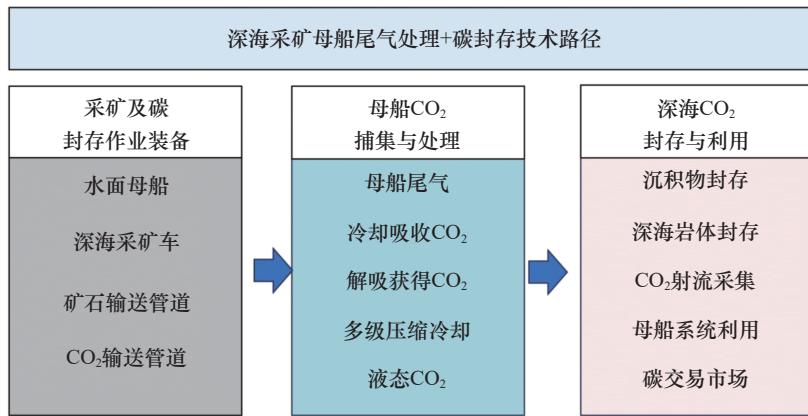 深海采矿母船尾气处理+碳封存技术路径
采矿及碳
封存作业装备
水面母船
深海采矿车
矿石输送管道
CO₂输送管道
母船CO₂
捕集与处理
母船尾气
冷却吸收CO₂
解吸获得CO₂
多级压缩冷却
液态CO₂
深海CO₂
封存与利用
沉积物封存
深海岩体封存
CO₂射流采集
母船系统利用
碳交易市场